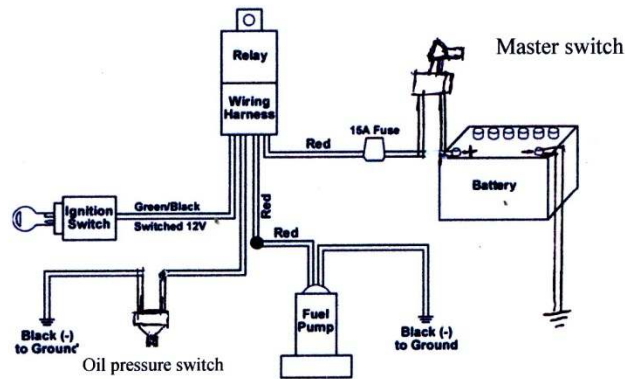 Master switch
Relay
Wiring
Harness
15A Fuse
Red
+
-
Battery
Ignition
Switch
Green/Black
Switched 12V
Red
Red
Fuel
Pump
Black (-)
to Ground
Black (-)
to Ground
Oil pressure switch